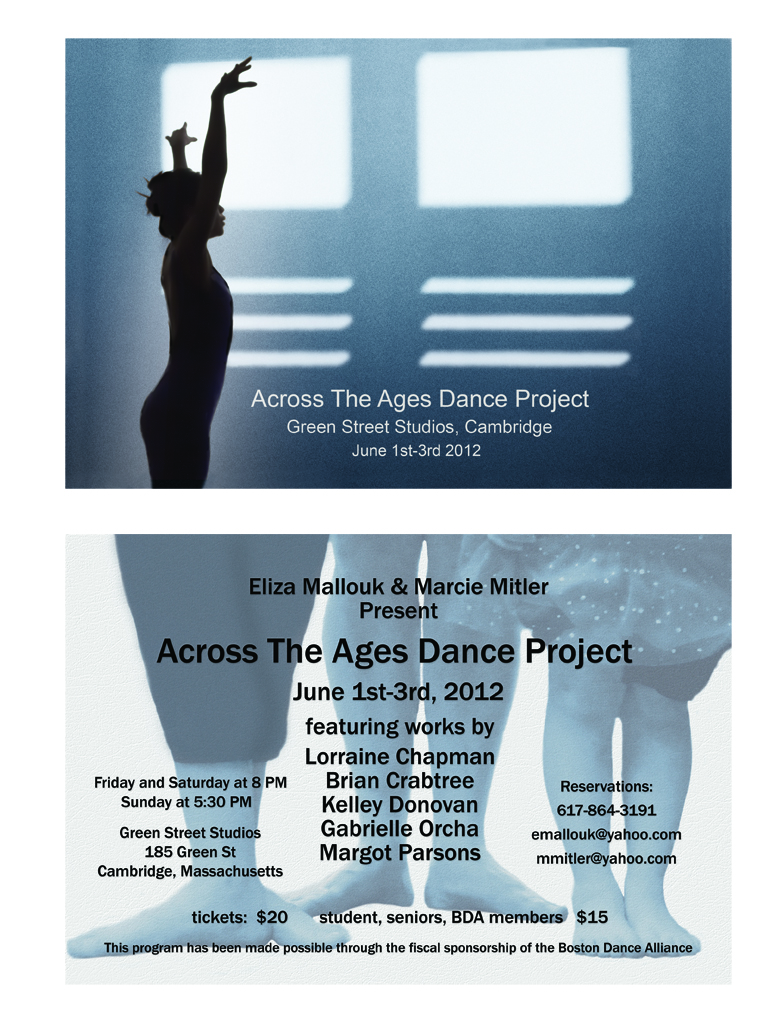 Across The Ages Dance Project
Green Street Studios, Cambridge
June 1st-3rd 2012
Eliza Mallouk & Marcie Mitler
Present
Across The Ages Dance Project
June 1st-3rd, 2012
featuring works by
Lorraine Chapman
Brian Crabtree
Kelley Donovan
Gabrielle Orcha
Margot Parsons
Friday and Saturday at 8 PM
Sunday at 5:30 PM
Green Street Studios
185 Green St
Cambridge, Massachusetts
Reservations:
617-864-3191
emallouk@yahoo.com
mmitler@yahoo.com
tickets: $20 student, seniors, BDA members $15
This program has been made possible through the fiscal sponsorship of the Boston Dance Alliance